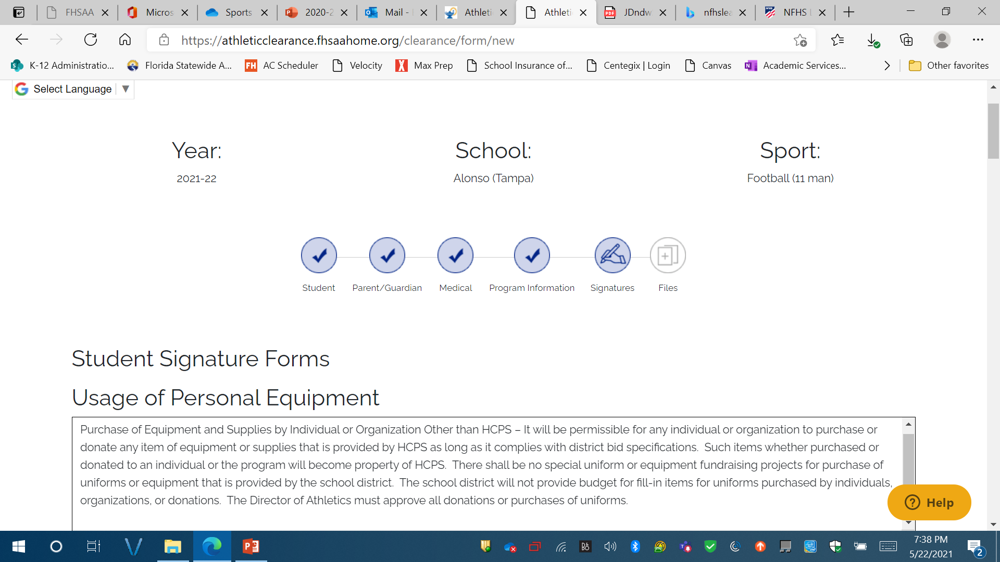 FHSAA
Micros
Sports
2020-2
Mail -
Athleti
Athleti
JDndw
nfhslea
NFHS L
https://athleticclearance.fhsaahome.org/clearance/form/new
K-12 Administratio...
Florida Statewide A...
FH AC Scheduler
Velocity
Max Prep
School Insurance of...
Centegix | Login
Canvas
Academic Services...
Other favorites
Select Language
Year:
School:
Sport:
2021-22
Alonso (Tampa)
Football (11 man)
Student
Parent/Guardian
Medical
Program Information
Signatures
Files
Student Signature Forms
Usage of Personal Equipment
Purchase of Equipment and Supplies by Individual or Organization Other than HCPS – It will be permissible for any individual or organization to purchase or
donate any item of equipment or supplies that is provided by HCPS as long as it complies with district bid specifications. Such items whether purchased or
donated to an individual or the program will become property of HCPS. There shall be no special uniform or equipment fundraising projects for purchase of
uniforms or equipment that is provided by the school district. The school district will not provide budget for fill-in items for uniforms purchased by individuals,
organizations, or donations. The Director of Athletics must approve all donations or purchases of uniforms.
Help
7:38 PM
5/22/2021
2